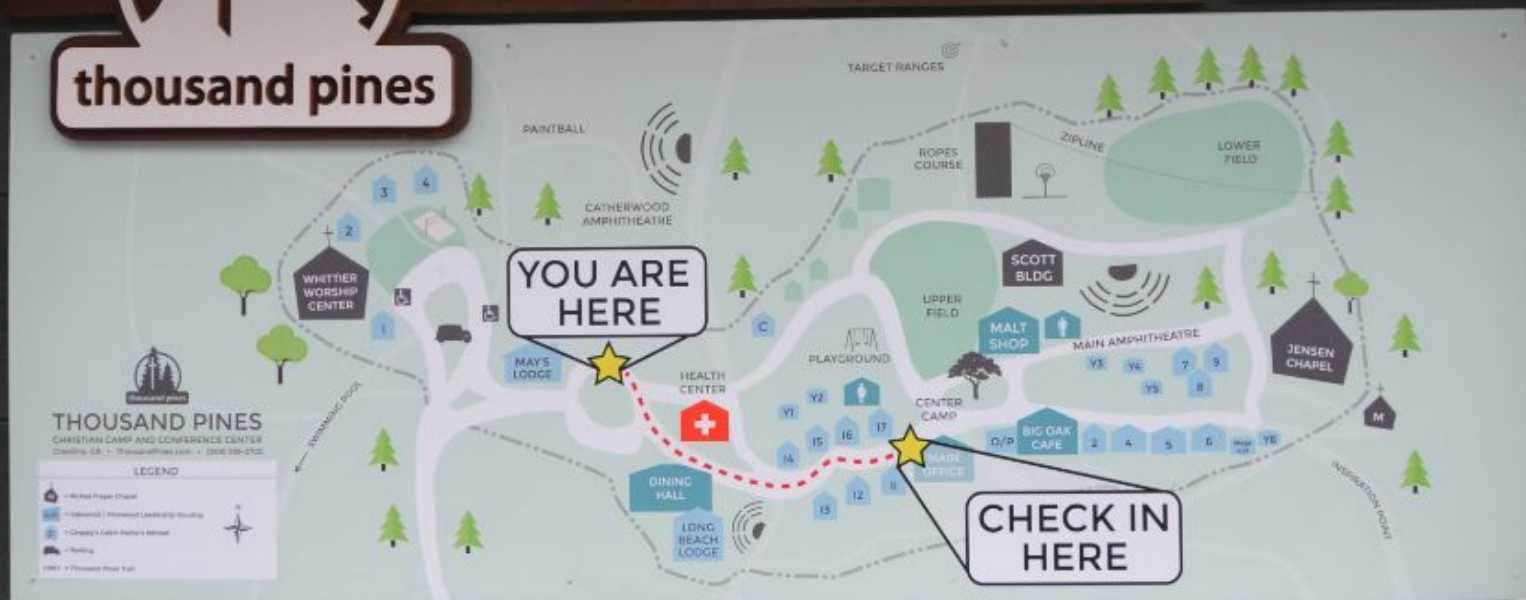 thousand pines
TARGET RANGES
PAINTBALL
ZIPLINE
LOWER
FIELD
ROPES
COURSE
4
3
2
CATHERWOOD
AMPHITHEATRE
WHITTIER
WORSHIP
CENTER
1
YOU ARE
HERE
SCOTT
BLDG
UPPER
FIELD
C
MALT
SHOP
MAIN AMPHITHEATRE
JENSEN
CHAPEL
MAY'S
LODGE
PLAYGROUND
HEALTH
CENTER
Y3
Y4
7
9
Y5
8
Y2
Y1
CENTER
CAMP
M
17
16
15
14
MAIN
OFFICE
O/P
BIG OAK
CAFE
2
4
5
6
Y6
11
12
13
DINING
HALL
LONG
BEACH
LODGE
CHECK IN
HERE
INSPIRATION POINT
SWIMMING POOL
thousand pines
THOUSAND PINES
CHRISTIAN CAMP AND CONFERENCE CENTER
LEGEND
= Parking